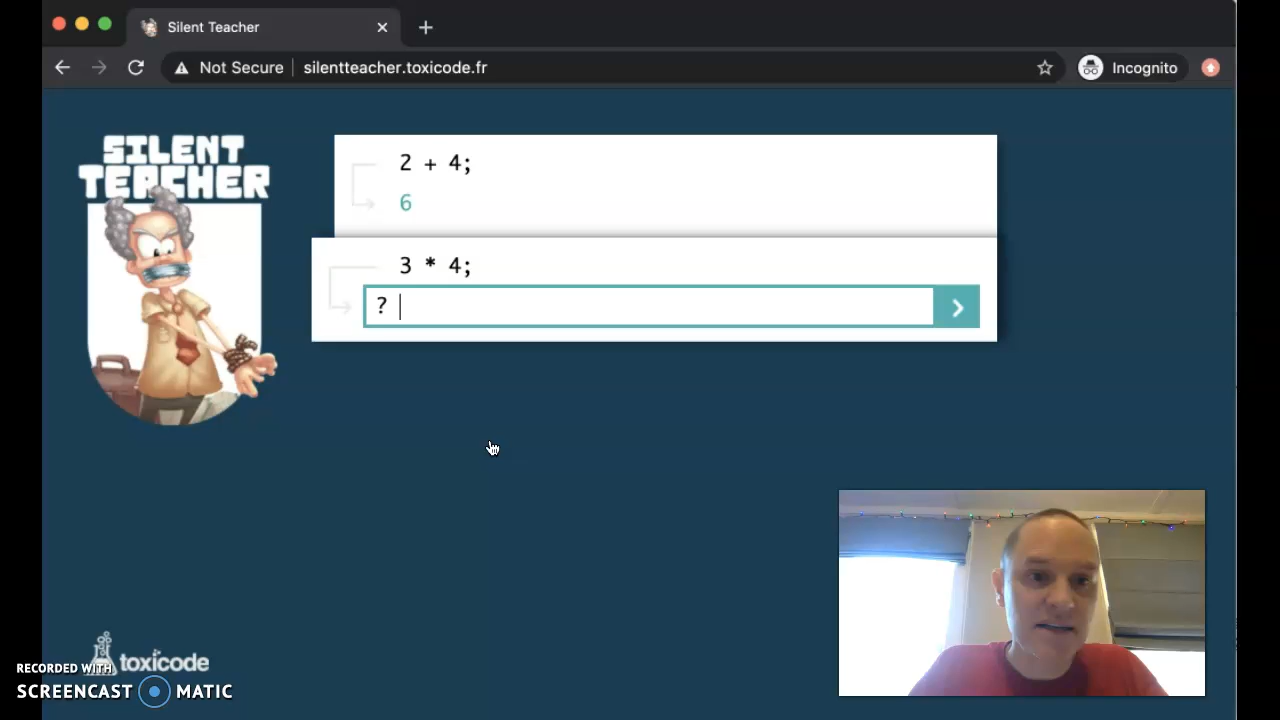 Silent Teacher
Not Secure
silentteacher.toxicode.fr
Incognito
SILENT
TEACHER
2 + 4;
6
3 * 4;
?
toxicode
RECORDED WITH
SCREENCAST MATIC